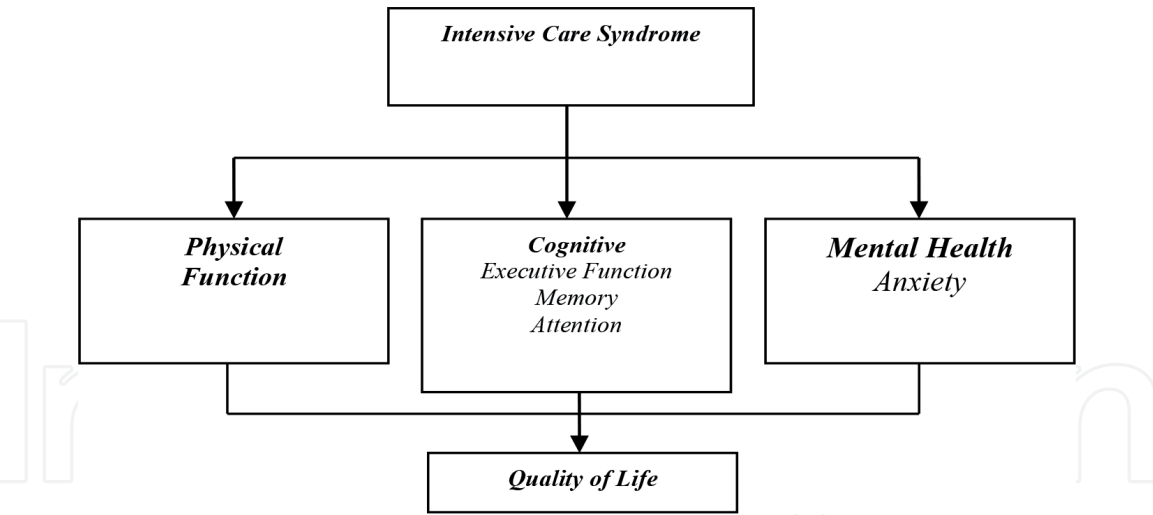 Intensive Care Syndrome
Physical
Function
Cognitive
Executive Function
Memory
Attention
Mental Health
Anxiety
Quality of Life